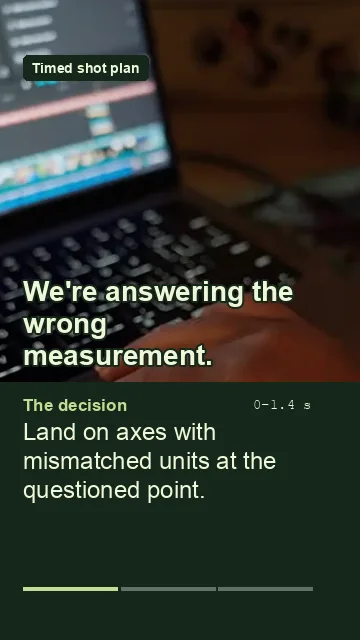 Timed shot plan
We're answering the
wrong
measurement.
The decision
0–1.4 s
Land on axes with
mismatched units at the
questioned point.